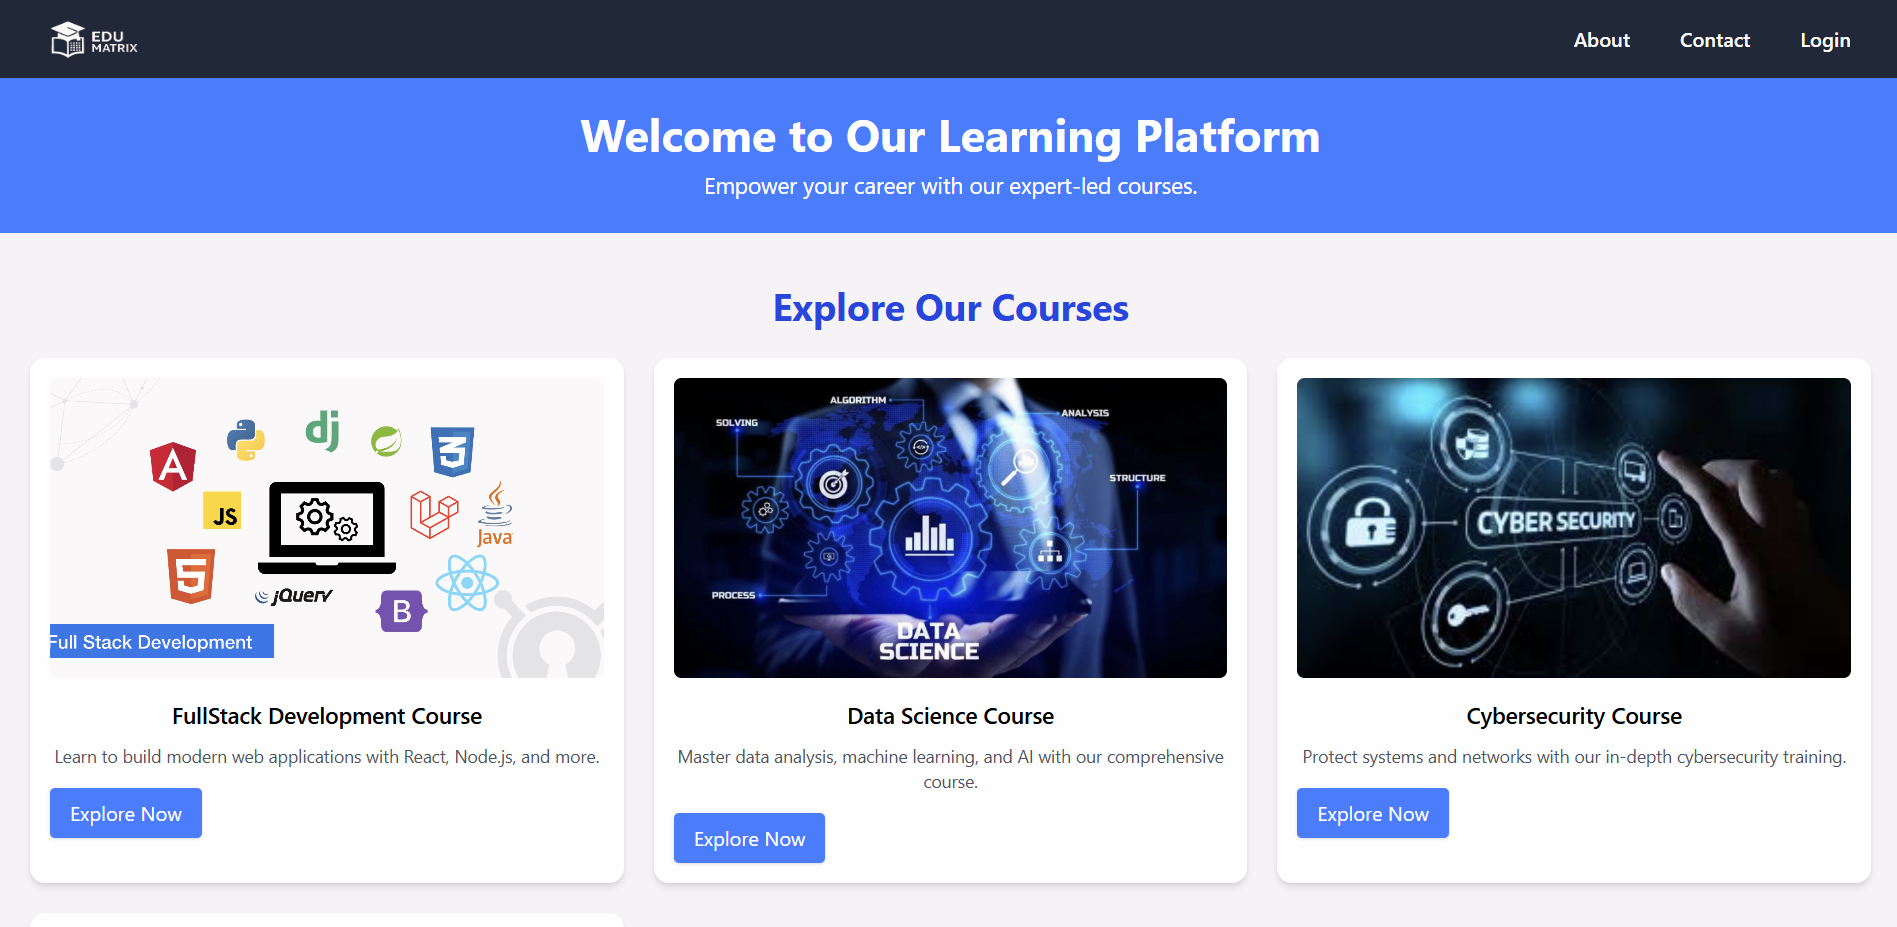 EDU
MATRIX
About
Contact
Login
Welcome to Our Learning Platform
Empower your career with our expert-led courses.
Explore Our Courses
JS
Java
jQuery
B
Full Stack Development
ALGORITHM
SOLVING
ANALYSIS
STRUCTURE
PROCESS
DATA
SCIENCE
CYBER SECURITY
FullStack Development Course
Data Science Course
Cybersecurity Course
Learn to build modern web applications with React, Node.js, and more.
Master data analysis, machine learning, and AI with our comprehensive
course.
Protect systems and networks with our in-depth cybersecurity training.
Explore Now
Explore Now
Explore Now